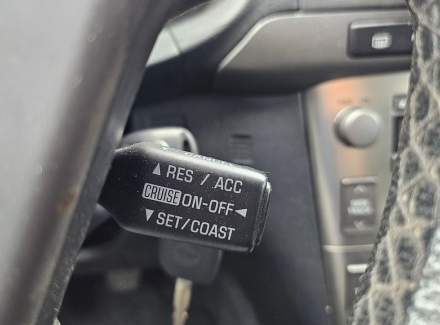 ▲ RES / ACC
CRUISE ON-OFF ◄
▼ SET/COAST